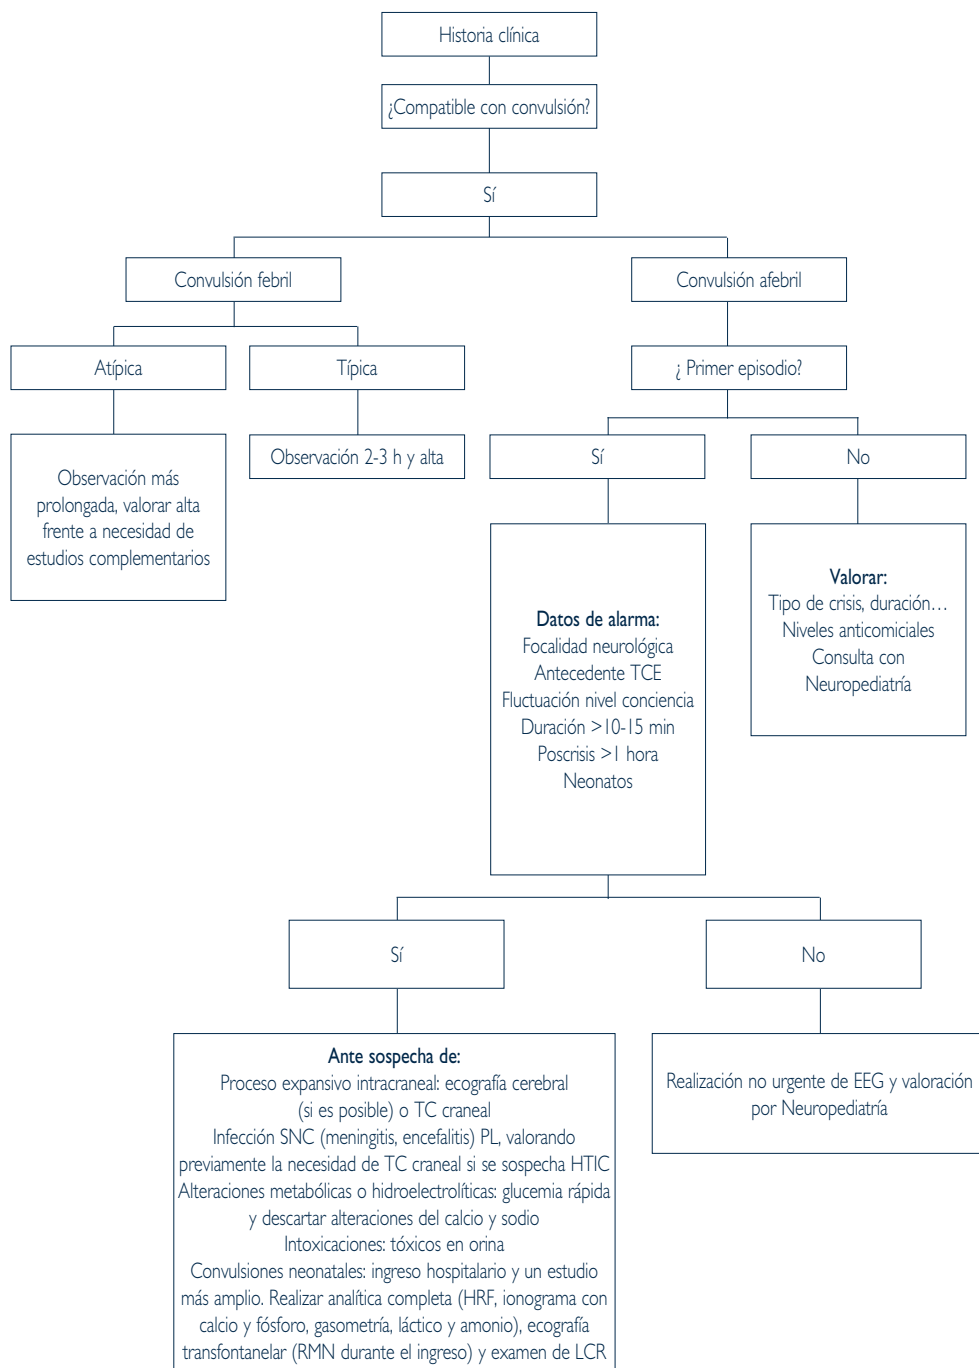 Historia clínica
¿Compatible con convulsión?
Sí
Convulsión febril
Convulsión afebril
Atípica
Típica
¿ Primer episodio?
Observación más
prolongada, valorar alta
frente a necesidad de
estudios complementarios
Observación 2-3 h y alta
Sí
No
Datos de alarma:
Focalidad neurológica
Antecedente TCE
Fluctuación nivel conciencia
Duración >10-15 min
Poscrisis >1 hora
Neonatos
Valorar:
Tipo de crisis, duración…
Niveles anticomiciales
Consulta con
Neuropediatría
Sí
No
Ante sospecha de:
Proceso expansivo intracraneal: ecografía cerebral
(si es posible) o TC craneal
Infección SNC (meningitis, encefalitis) PL, valorando
previamente la necesidad de TC craneal si se sospecha HTIC
Alteraciones metabólicas o hidroelectrolíticas: glucemia rápida
y descartar alteraciones del calcio y sodio
Intoxicaciones: tóxicos en orina
Convulsiones neonatales: ingreso hospitalario y un estudio
más amplio. Realizar analítica completa (HRF, ionograma con
calcio y fósforo, gasometría, láctico y amonio), ecografía
transfontanelar (RMN durante el ingreso) y examen de LCR
Realización no urgente de EEG y valoración
por Neuropediatría